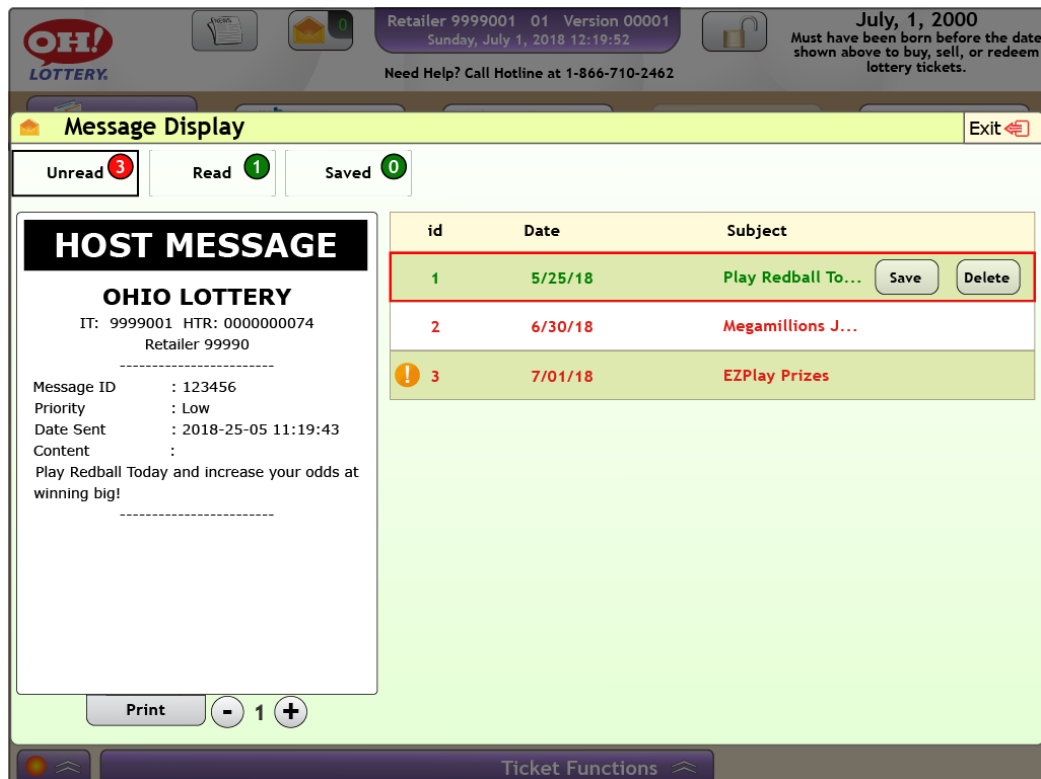 OH!
LOTTERY.
NEWS
0
Retailer 9999001 01 Version 00001
Sunday, July 1, 2018 12:19:52
Need Help? Call Hotline at 1-866-710-2462
July, 1, 2000
Must have been born before the date
shown above to buy, sell, or redeem
lottery tickets.
Message Display
Exit
Unread 3
Read 1
Saved 0
HOST MESSAGE
OHIO LOTTERY
IT: 9999001 HTR: 0000000074
Retailer 99990
------------------------
Message ID : 123456
Priority : Low
Date Sent : 2018-25-05 11:19:43
Content :
Play Redball Today and increase your odds at
winning big!
------------------------
Print - 1 +
id Date Subject
1 5/25/18 Play Redball To... Save Delete
2 6/30/18 Megamillions J...
! 3 7/01/18 EZPlay Prizes
Ticket Functions